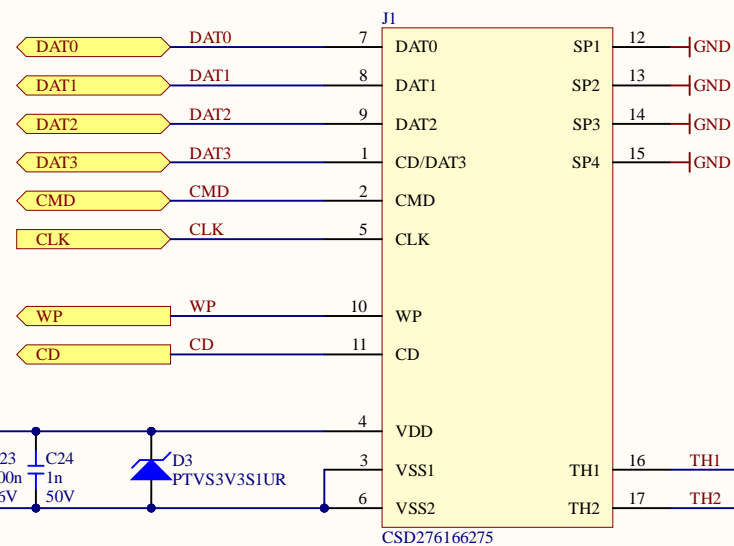 J1
DAT0 DAT0 7 DAT0 SP1 12 GND
DAT1 DAT1 8 DAT1 SP2 13 GND
DAT2 DAT2 9 DAT2 SP3 14 GND
DAT3 DAT3 1 CD/DAT3 SP4 15 GND
CMD CMD 2 CMD
CLK CLK 5 CLK
WP WP 10 WP
CD CD 11 CD
4 VDD
23 C24 D3 3 VSS1 TH1 16 TH1
00n 1n PTVS3V3S1UR
6V 50V 6 VSS2 TH2 17 TH2
CSD276166275